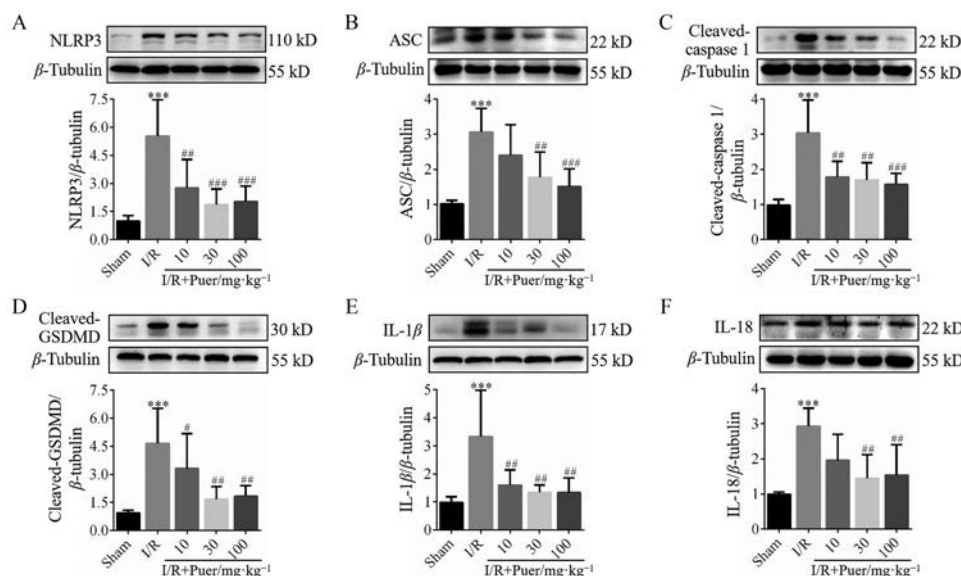 A
NLRP3
110 kD
β-Tubulin
55 kD
NLRP3/β-tubulin
7.5
6.0
4.5
3.0
1.5
0.0
***
##
###
###
Sham
I/R
10
30
100
I/R+Puer/mg·kg⁻¹
B
ASC
22 kD
β-Tubulin
55 kD
ASC/β-tubulin
4
3
2
1
0
***
##
###
Sham
I/R
10
30
100
I/R+Puer/mg·kg⁻¹
C
Cleaved-
caspase 1
22 kD
β-Tubulin
55 kD
Cleaved-caspase 1/
β-tubulin
4
3
2
1
0
***
##
##
###
Sham
I/R
10
30
100
I/R+Puer/mg·kg⁻¹
D
Cleaved-
GSDMD
30 kD
β-Tubulin
55 kD
Cleaved-GSDMD/
β-tubulin
7.5
6.0
4.5
3.0
1.5
0.0
***
#
##
##
Sham
I/R
10
30
100
I/R+Puer/mg·kg⁻¹
E
IL-1β
17 kD
β-Tubulin
55 kD
IL-1β/β-tubulin
5
4
3
2
1
0
***
##
##
##
Sham
I/R
10
30
100
I/R+Puer/mg·kg⁻¹
F
IL-18
22 kD
β-Tubulin
55 kD
IL-18/β-tubulin
4
3
2
1
0
***
##
##
Sham
I/R
10
30
100
I/R+Puer/mg·kg⁻¹